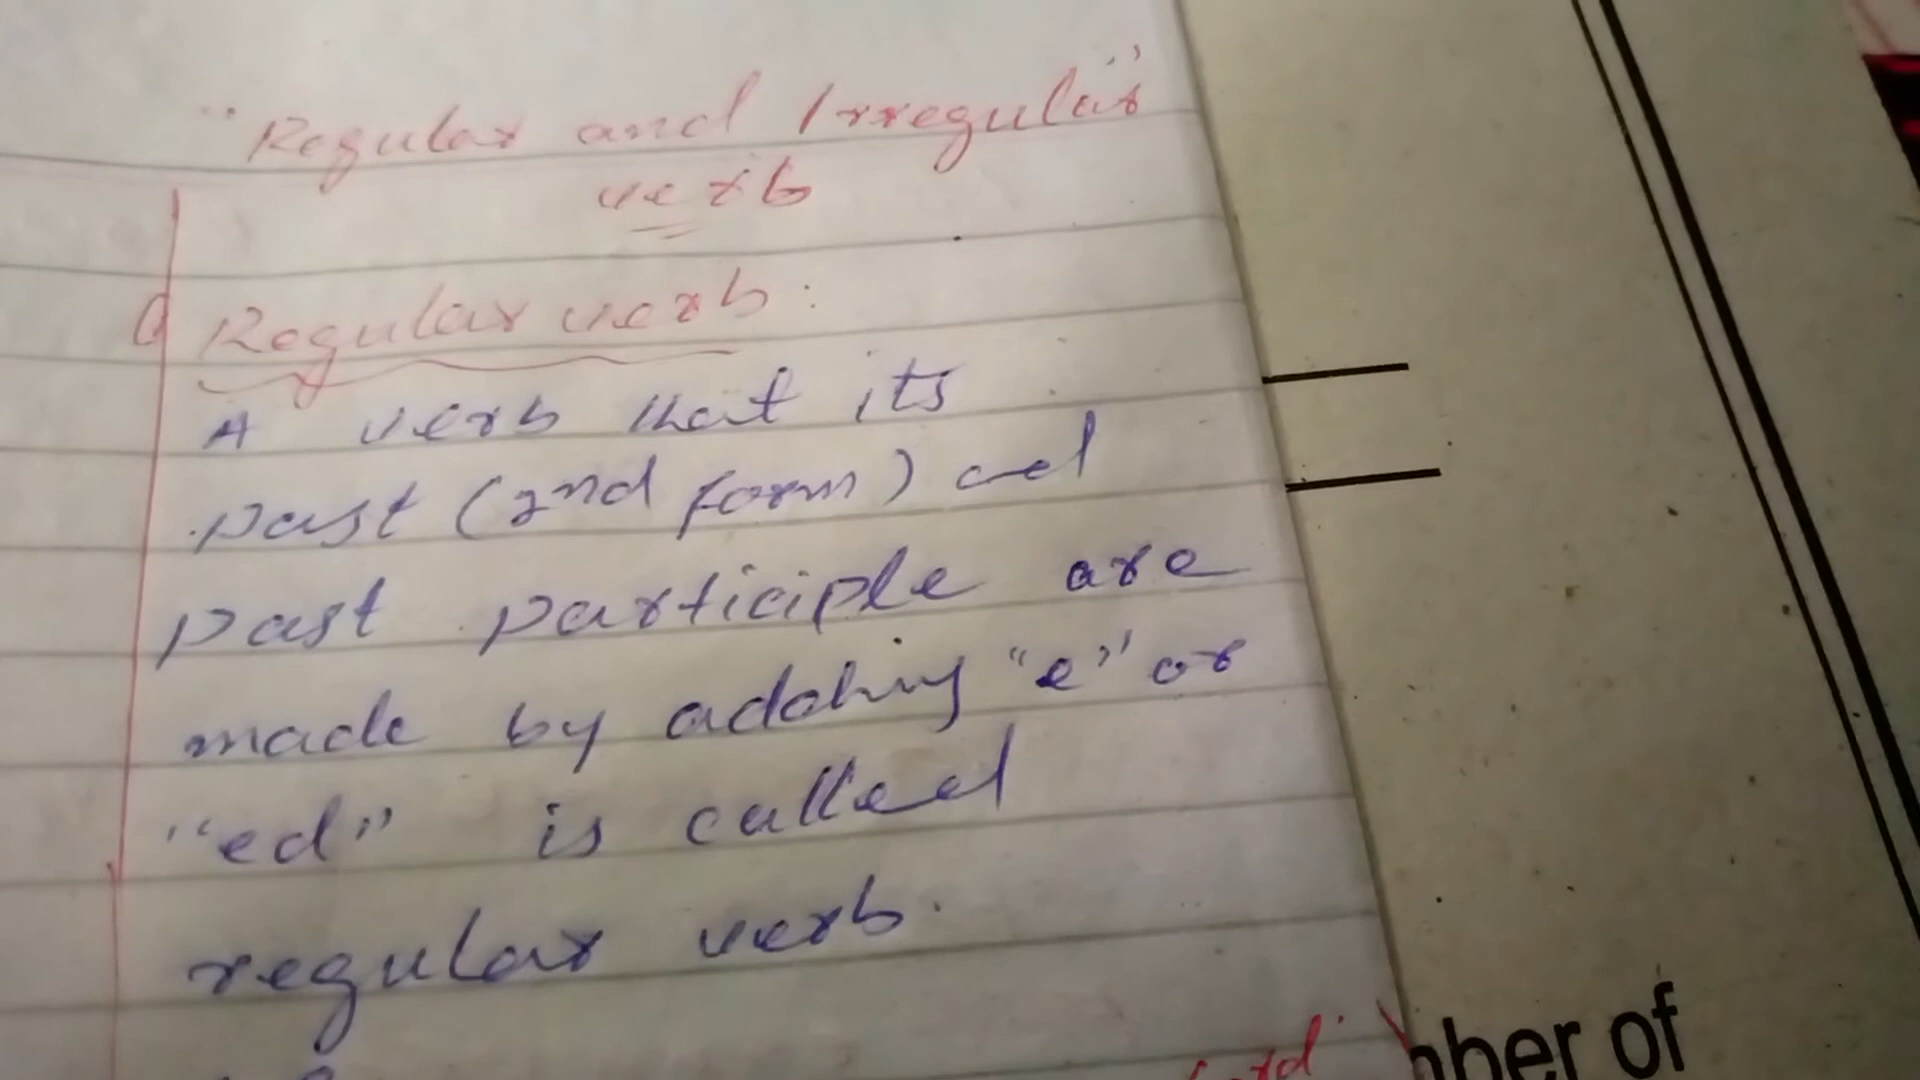 "Regular and Irregular"
verb
Regular verb:
A verb that its
past (2nd form) and
past participle are
made by adding "e" or
"ed" is called
regular verb.
ber of